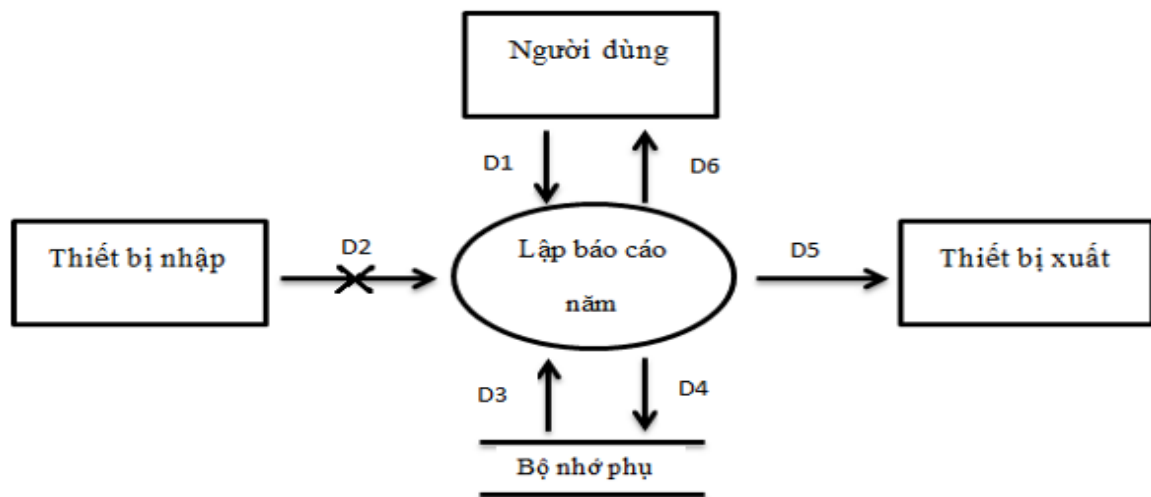 Người dùng
D1
D6
Thiết bị nhập
D2
Lập báo cáo
năm
D5
Thiết bị xuất
D3
D4
Bộ nhớ phụ